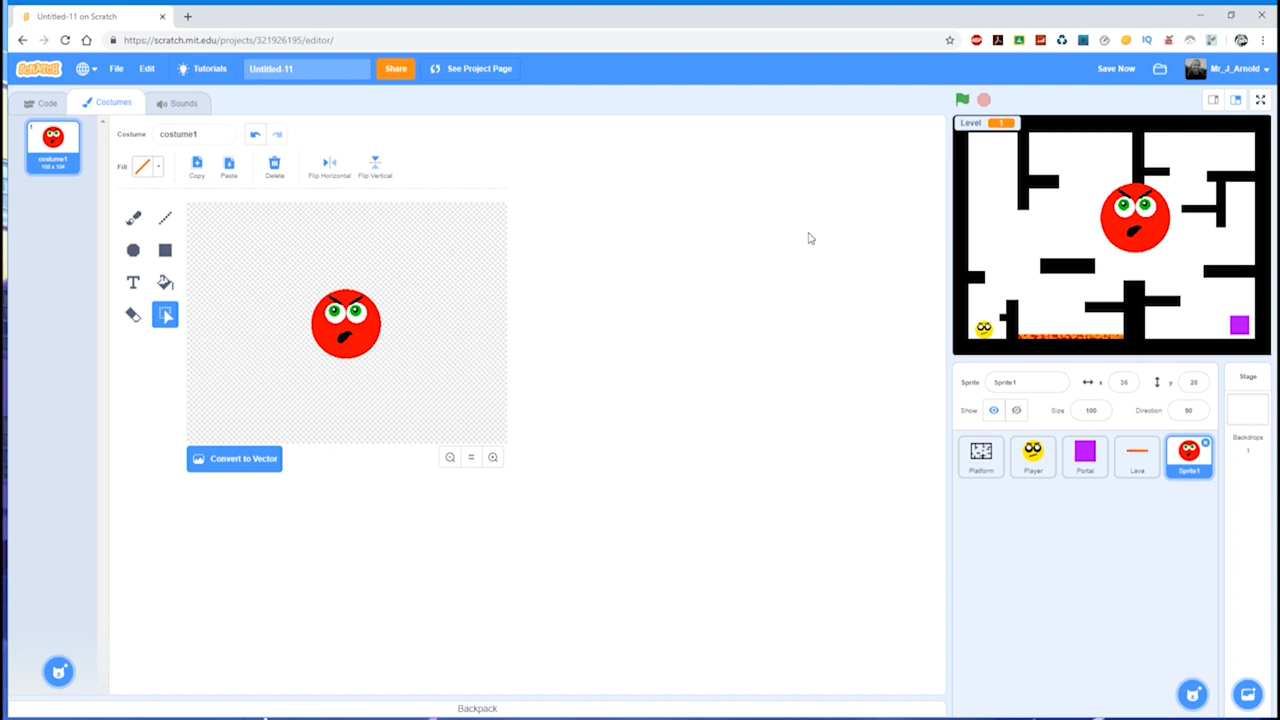 Untitled-11 on Scratch
https://scratch.mit.edu/projects/321926195/editor/
SCRATCH File Edit Tutorials Untitled-11 Share See Project Page Save Now Mr_J_Arnold
Code Costumes Sounds
Level 1
1
costume1
Costume costume1
Fill Copy Paste Delete Flip Horizontal Flip Vertical
T
Convert to Vector
Sprite Sprite1 x 36 y 28
Show Size 100 Direction 90
Stage
Backdrops
1
Platform Player Portal Lava Sprite1
Backpack